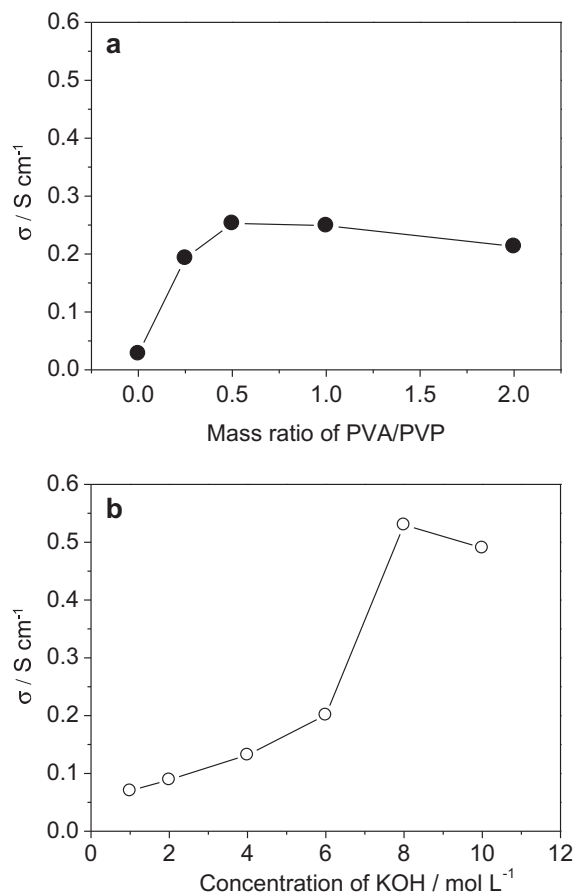 a
0.6
0.5
0.4
0.3
0.2
0.1
0.0
σ / S cm⁻¹
0.0 0.5 1.0 1.5 2.0
Mass ratio of PVA/PVP
b
0.6
0.5
0.4
0.3
0.2
0.1
0.0
σ / S cm⁻¹
0 2 4 6 8 10 12
Concentration of KOH / mol L⁻¹